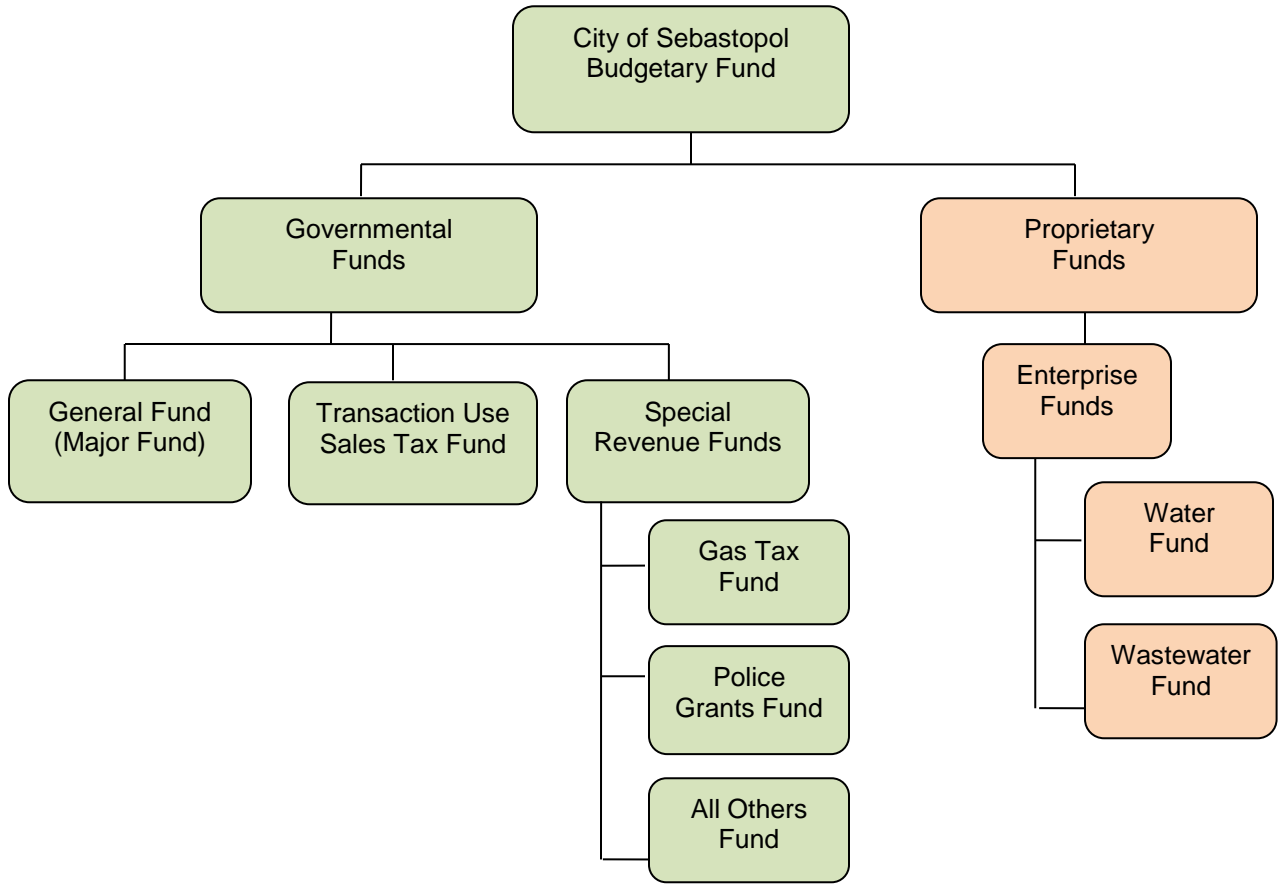 City of Sebastopol
Budgetary Fund
Governmental
Funds
Proprietary
Funds
General Fund
(Major Fund)
Transaction Use
Sales Tax Fund
Special
Revenue Funds
Enterprise
Funds
Gas Tax
Fund
Police
Grants Fund
All Others
Fund
Water
Fund
Wastewater
Fund